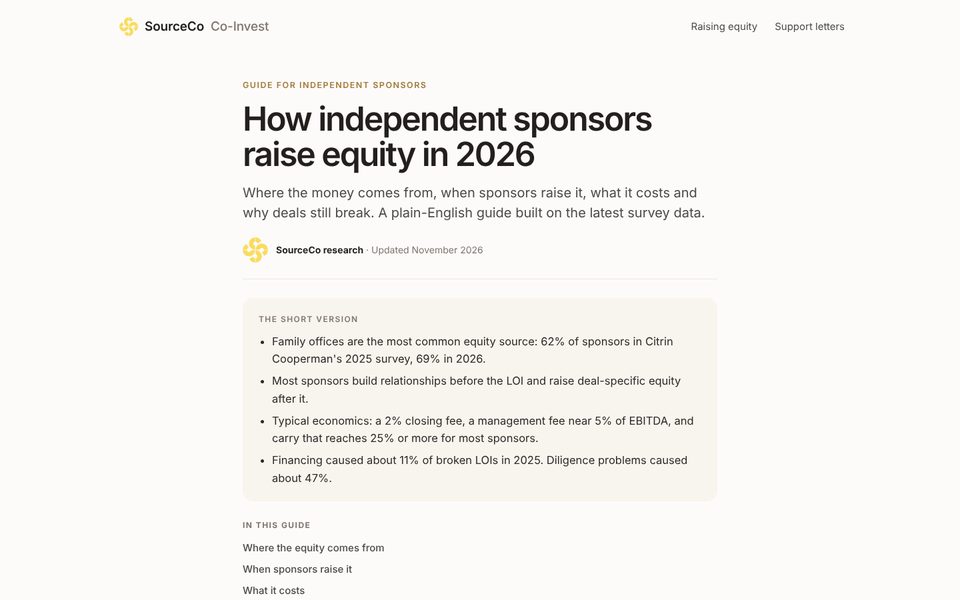 SourceCo Co-Invest
Raising equity
Support letters
GUIDE FOR INDEPENDENT SPONSORS
How independent sponsors
raise equity in 2026
Where the money comes from, when sponsors raise it, what it costs and
why deals still break. A plain-English guide built on the latest survey data.
SourceCo research · Updated November 2026
THE SHORT VERSION
• Family offices are the most common equity source: 62% of sponsors in Citrin
Cooperman's 2025 survey, 69% in 2026.
• Most sponsors build relationships before the LOI and raise deal-specific equity
after it.
• Typical economics: a 2% closing fee, a management fee near 5% of EBITDA, and
carry that reaches 25% or more for most sponsors.
• Financing caused about 11% of broken LOIs in 2025. Diligence problems caused
about 47%.
IN THIS GUIDE
Where the equity comes from
When sponsors raise it
What it costs